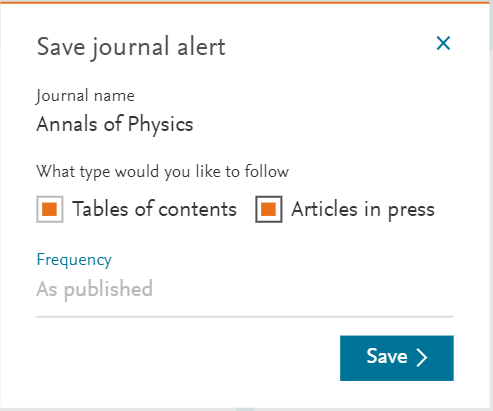 Save journal alert
Journal name
Annals of Physics
What type would you like to follow
Tables of contents Articles in press
Frequency
As published
Save